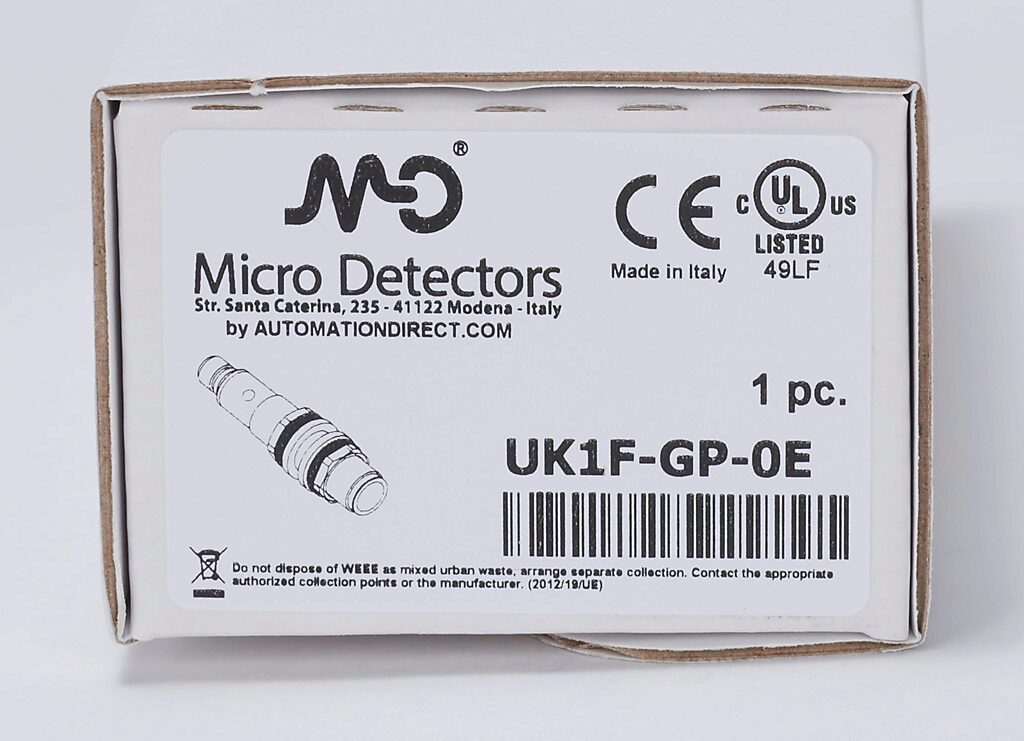 MD®
Micro Detectors
Str. Santa Caterina, 235 - 41122 Modena - Italy
by AUTOMATIONDIRECT.COM
CE
Made in Italy
C UL US
LISTED
49LF
1 pc.
UK1F-GP-0E
Do not dispose of WEEE as mixed urban waste, arrange separate collection. Contact the appropriate
authorized collection points or the manufacturer. (2012/19/UE)